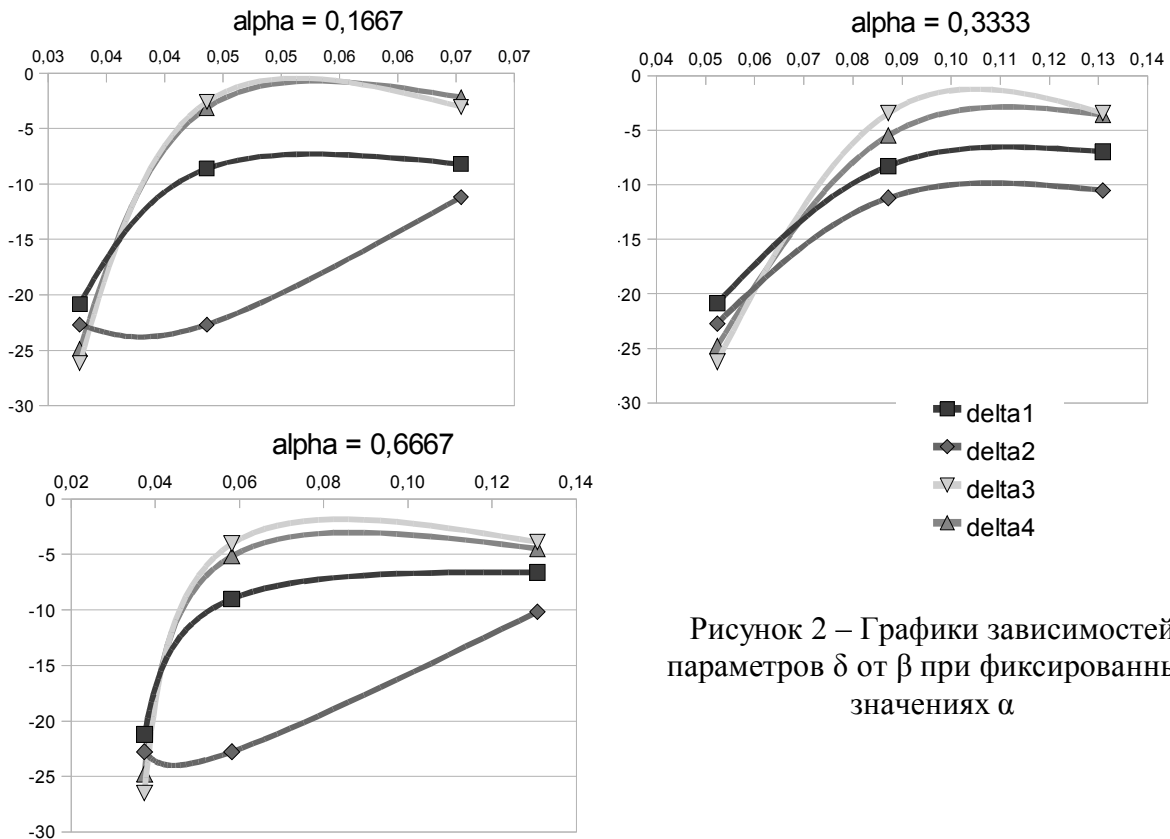 alpha = 0,1667
0,03 0,04 0,04 0,05 0,05 0,06 0,06 0,07 0,07
0
-5
-10
-15
-20
-25
-30
alpha = 0,3333
0,04 0,05 0,06 0,07 0,08 0,09 0,10 0,11 0,12 0,13 0,14
0
-5
-10
-15
-20
-25
-30
delta1
delta2
delta3
delta4
alpha = 0,6667
0,02 0,04 0,06 0,08 0,10 0,12 0,14
0
-5
-10
-15
-20
-25
-30
Рисунок 2 – Графики зависимостей
параметров δ от β при фиксированны
значениях α